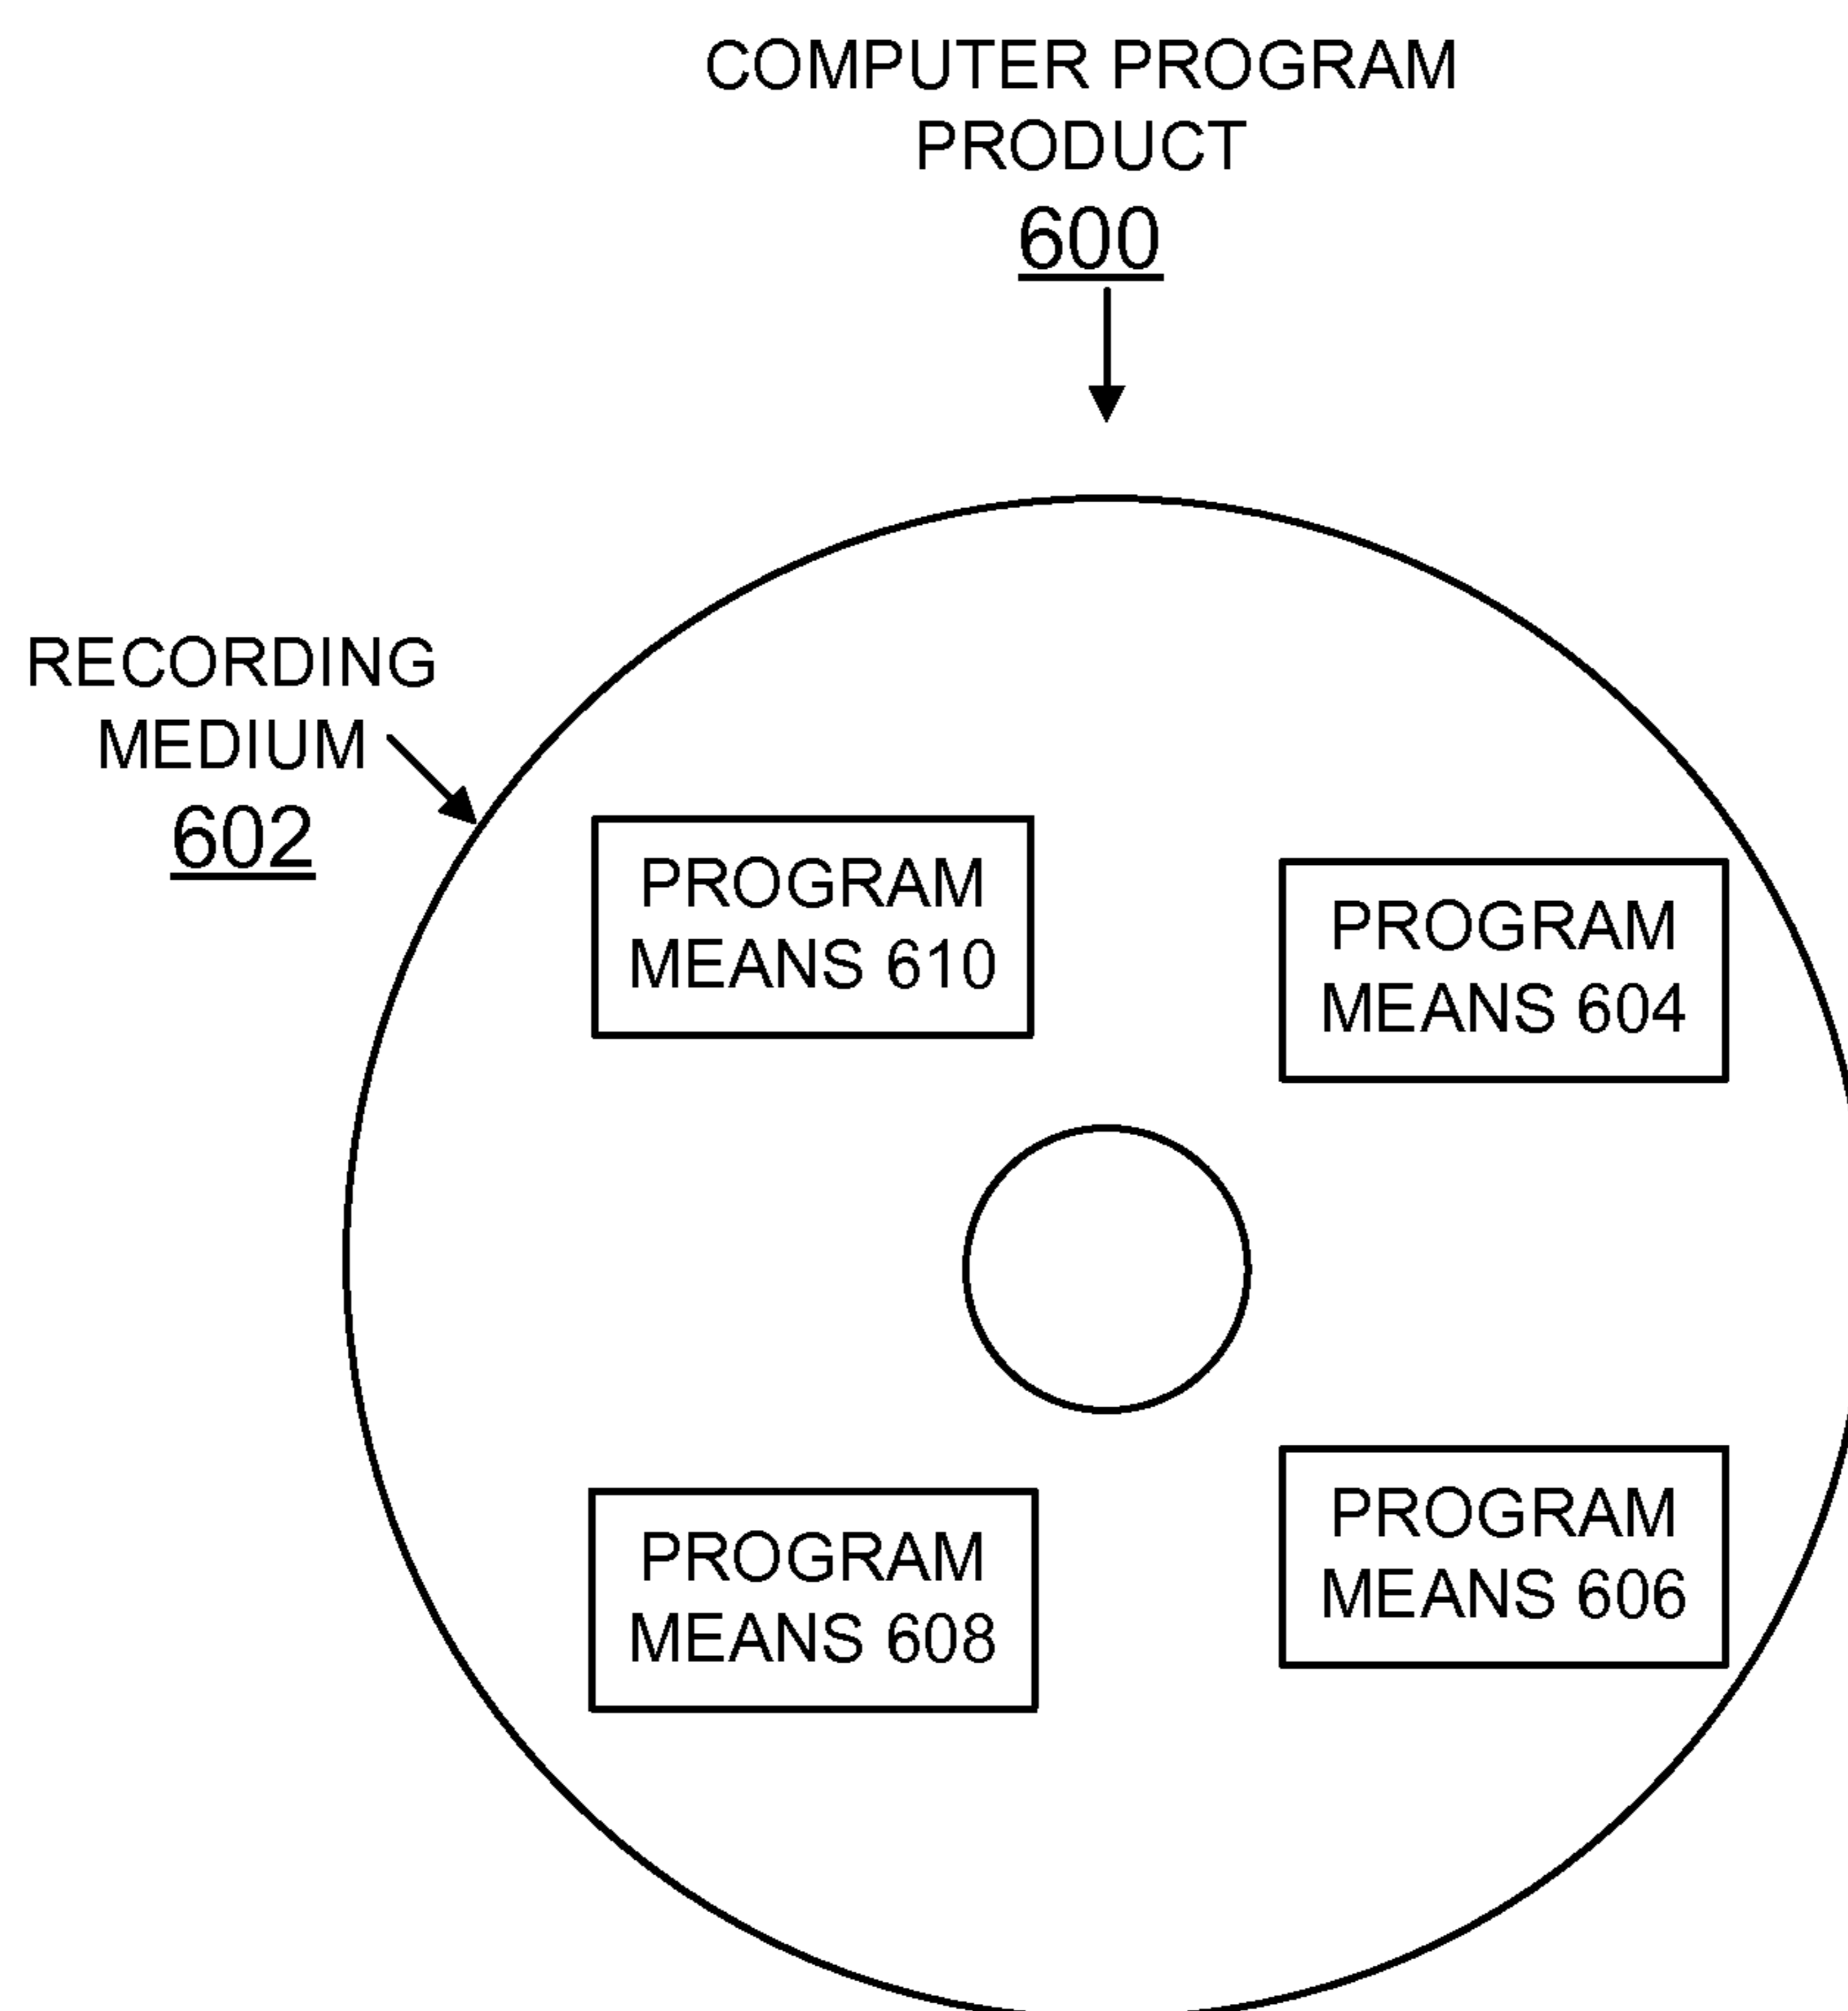 COMPUTER PROGRAM
PRODUCT
600
RECORDING
MEDIUM
602
PROGRAM
MEANS 610
PROGRAM
MEANS 604
PROGRAM
MEANS 608
PROGRAM
MEANS 606